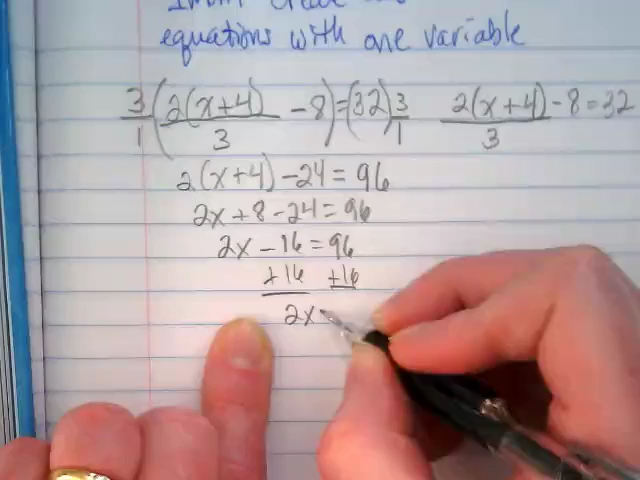 equations with one variable
3/1 (2(x+4)/3 - 8) = (32) 3/1    2(x+4)/3 - 8 = 32
2(x+4) - 24 = 96
2x + 8 - 24 = 96
2x - 16 = 96
+16 +16
2x